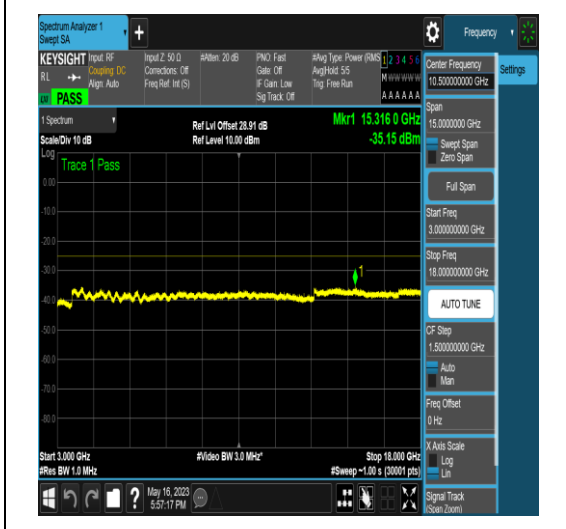 Spectrum Analyzer 1
Swept SA
Frequency
KEYSIGHT
Input: RF
Coupling: DC
Align: Auto
Input Z: 50 Ω
Corrections: Off
Freq Ref: Int (S)
#Atten: 20 dB
PNO: Fast
Gate: Off
IF Gain: Low
Sig Track: Off
#Avg Type: Power (RMS
Avg|Hold: 5/5
Trig: Free Run
1 2 3 4 5 6
M W W W W W
A A A A A A
R L
PASS
1 Spectrum
Scale/Div 10 dB
Ref Lvl Offset 28.91 dB
Ref Level 10.00 dBm
Mkr1 15.316 0 GHz
-35.15 dBm
Log
Trace 1 Pass
0.00
-10.0
-20.0
-30.0
-40.0
-50.0
-60.0
-70.0
-80.0
1
Start 3.000 GHz
#Res BW 1.0 MHz
#Video BW 3.0 MHz*
Stop 18.000 GHz
#Sweep ~1.00 s (30001 pts)
May 16, 2023
5:57:17 PM
Center Frequency
10.500000000 GHz
Settings
Span
15.0000000 GHz
Swept Span
Zero Span
Full Span
Start Freq
3.000000000 GHz
Stop Freq
18.000000000 GHz
AUTO TUNE
CF Step
1.500000000 GHz
Auto
Man
Freq Offset
0 Hz
X Axis Scale
Log
Lin
Signal Track
(Span Zoom)